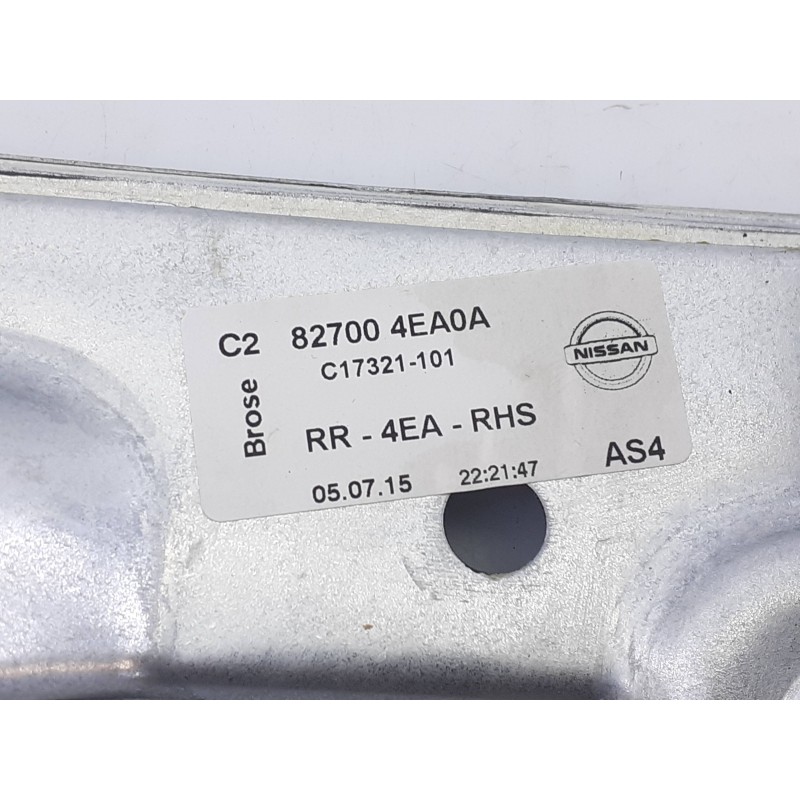 C2 82700 4EA0A
C17321-101
Brose
NISSAN
RR - 4EA - RHS
05.07.15 22:21:47
AS4